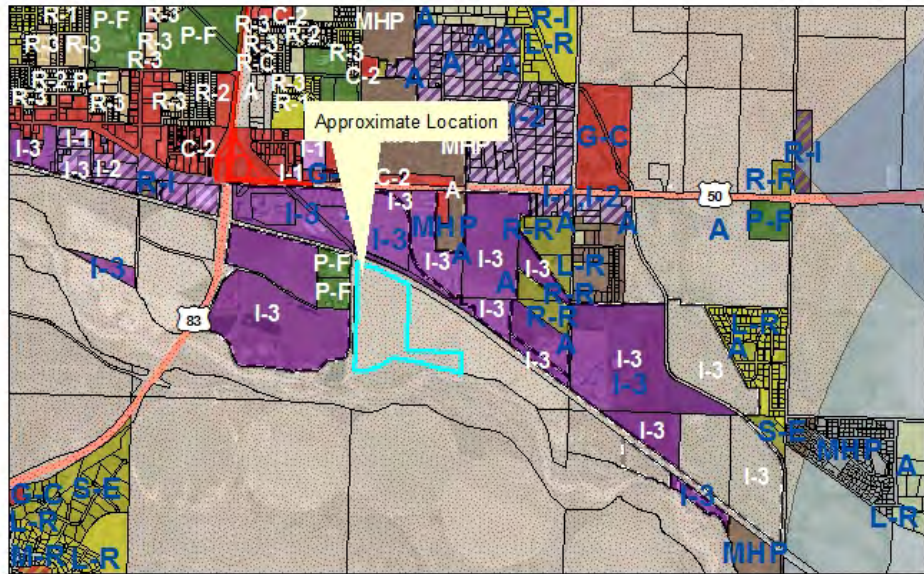 R-1
P-F
R-3
C-2
MHP
A
R-I
R-3
R-3
R-3
P-F
R-3
R-2
A
A
L-R
R-3
R-3
R-C
A
A
R-2
P-F
R-3
C-2
A
R-3
R-3
R-3
R-2
A
R-3
R-1
I-2
G-C
Approximate Location
I-3
I-1
C-2
I-1
MHP
R-I
I-3
I-2
I-1
C-2
A
R-R
R-I
I-3
I-3
I-1, I-2
50
MHP
R-R
A
A
A
P-F
I-3
I-3
I-3
P-F
A
I-3
L-R
I-3
P-F
A
R-R
83
I-3
I-3
R-R
L-R
A
A
I-3
I-3
I-3
I-3
I-3
S-E
MHP
A
G-C
S-E
I-3
I-3
L-R
L-R
M-R
L-R
MHP